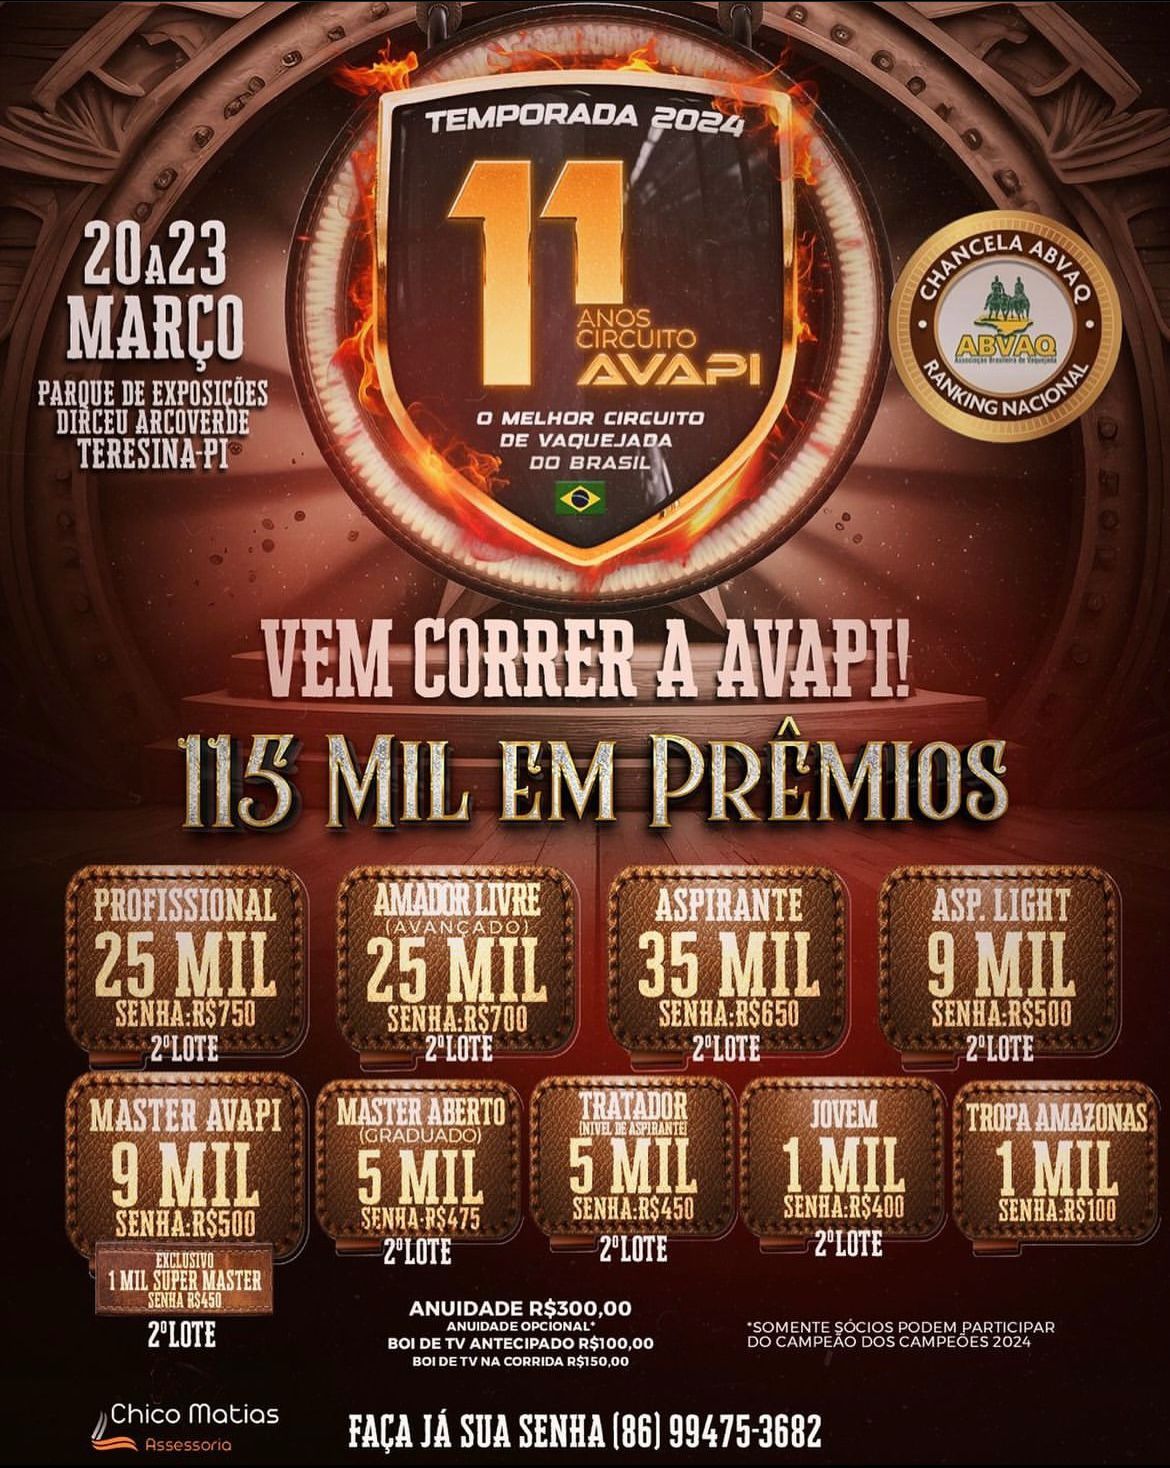 TEMPORADA 2024
11
ANOS
CIRCUITO
AVAPI
O MELHOR CIRCUITO
DE VAQUEJADA
DO BRASIL
20 A 23
MARÇO
PARQUE DE EXPOSIÇÕES
DIRCEU ARCOVERDE
TERESINA-PI
CHANCELA ABVAQ
ABVAQ
Associação Brasileira de Vaquejada
RANKING NACIONAL
VEM CORRER A AVAPI!
115 MIL EM PRÊMIOS
PROFISSIONAL
25 MIL
SENHA:R$750
2ºLOTE
AMADOR LIVRE
(AVANÇADO)
25 MIL
SENHA:R$700
2ºLOTE
ASPIRANTE
35 MIL
SENHA:R$650
2ºLOTE
ASP. LIGHT
9 MIL
SENHA:R$500
2ºLOTE
MASTER AVAPI
9 MIL
SENHA:R$500
EXCLUSIVO
1 MIL SUPER MASTER
SENHA R$450
2ºLOTE
MASTER ABERTO
(GRADUADO)
5 MIL
SENHA:R$475
2ºLOTE
TRATADOR
(NIVEL DE ASPIRANTE)
5 MIL
SENHA:R$450
2ºLOTE
JOVEM
1 MIL
SENHA:R$400
2ºLOTE
TROPA AMAZONAS
1 MIL
SENHA:R$100
ANUIDADE R$300,00
ANUIDADE OPCIONAL*
BOI DE TV ANTECIPADO R$100,00
BOI DE TV NA CORRIDA R$150,00
*SOMENTE SÓCIOS PODEM PARTICIPAR
DO CAMPEÃO DOS CAMPEÕES 2024
Chico Matias
Assessoria
FAÇA JÁ SUA SENHA (86) 99475-3682